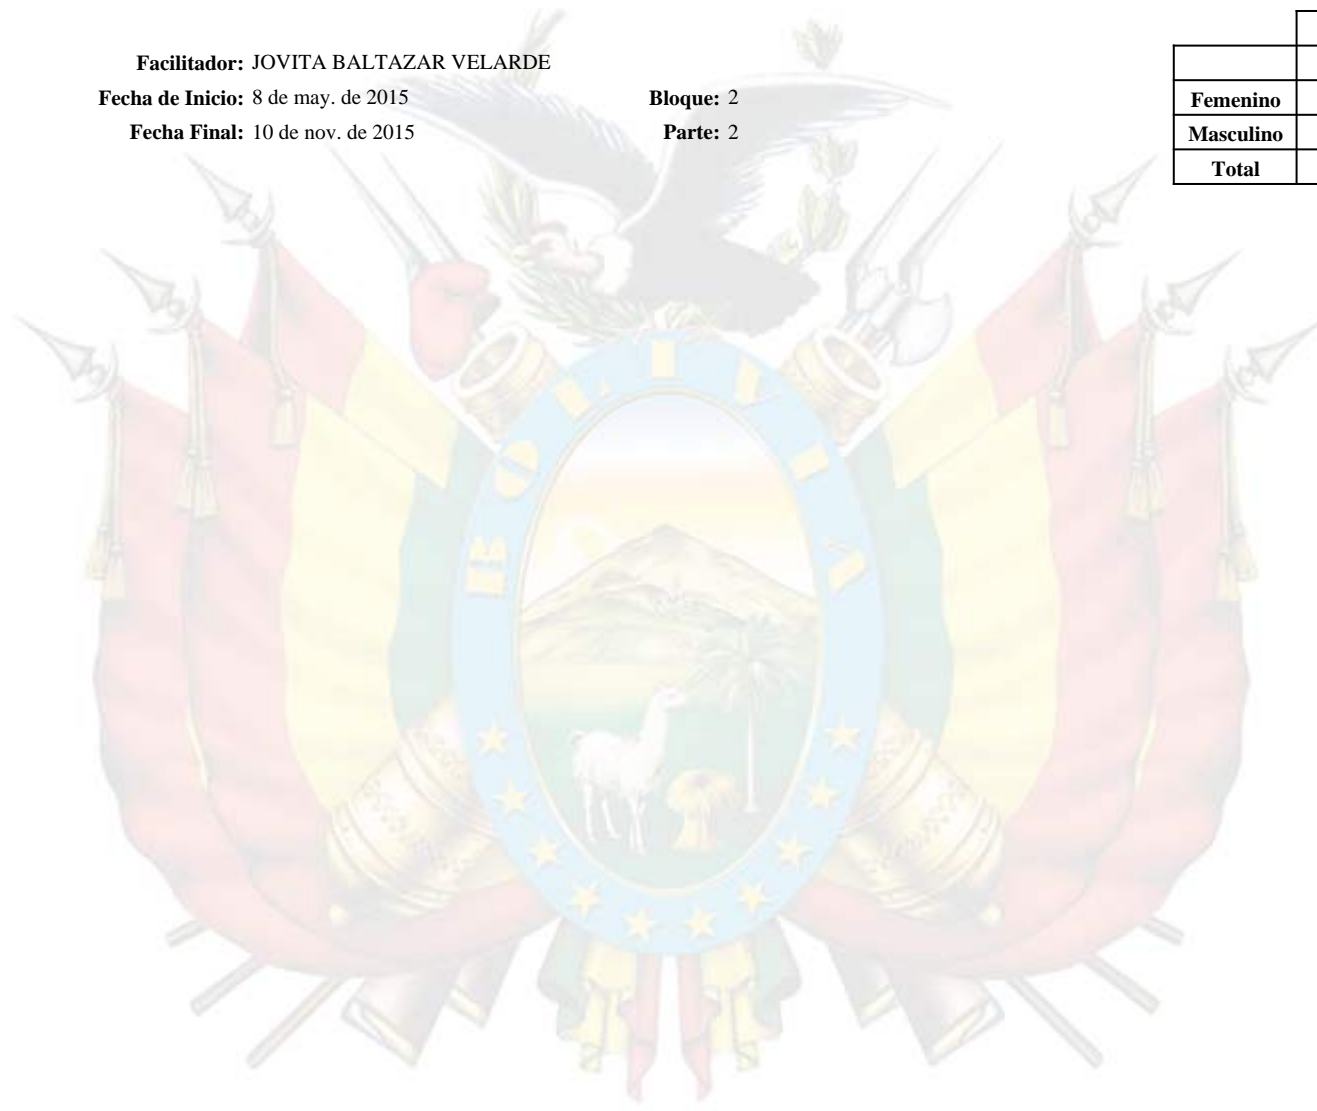 Facilitador: JOVITA BALTAZAR VELARDE
Fecha de Inicio: 8 de may. de 2015 Bloque: 2
Fecha Final: 10 de nov. de 2015 Parte: 2
Femenino
Masculino
Total
BOLIVIA